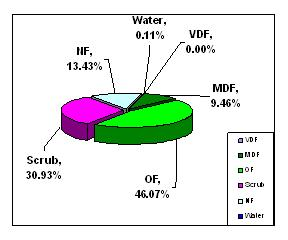 Water,
0.11%
VDF,
0.00%
NF,
13.43%
MDF,
9.46%
Scrub,
30.93%
OF,
46.07%
VDF
MDF
OF
Scrub
NF
Water